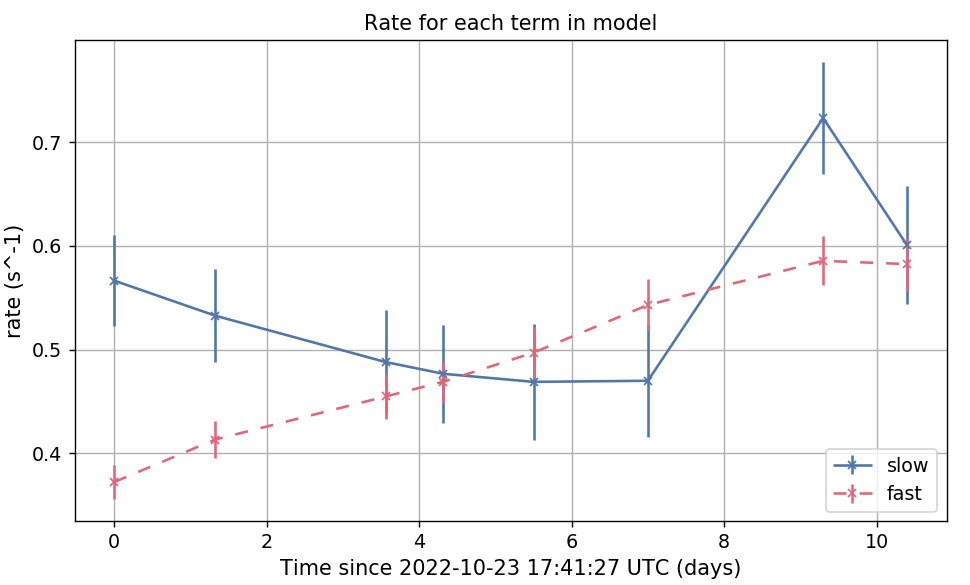 Rate for each term in model
rate (s^-1)
0.7
0.6
0.5
0.4
0
2
4
6
8
10
Time since 2022-10-23 17:41:27 UTC (days)
slow
fast